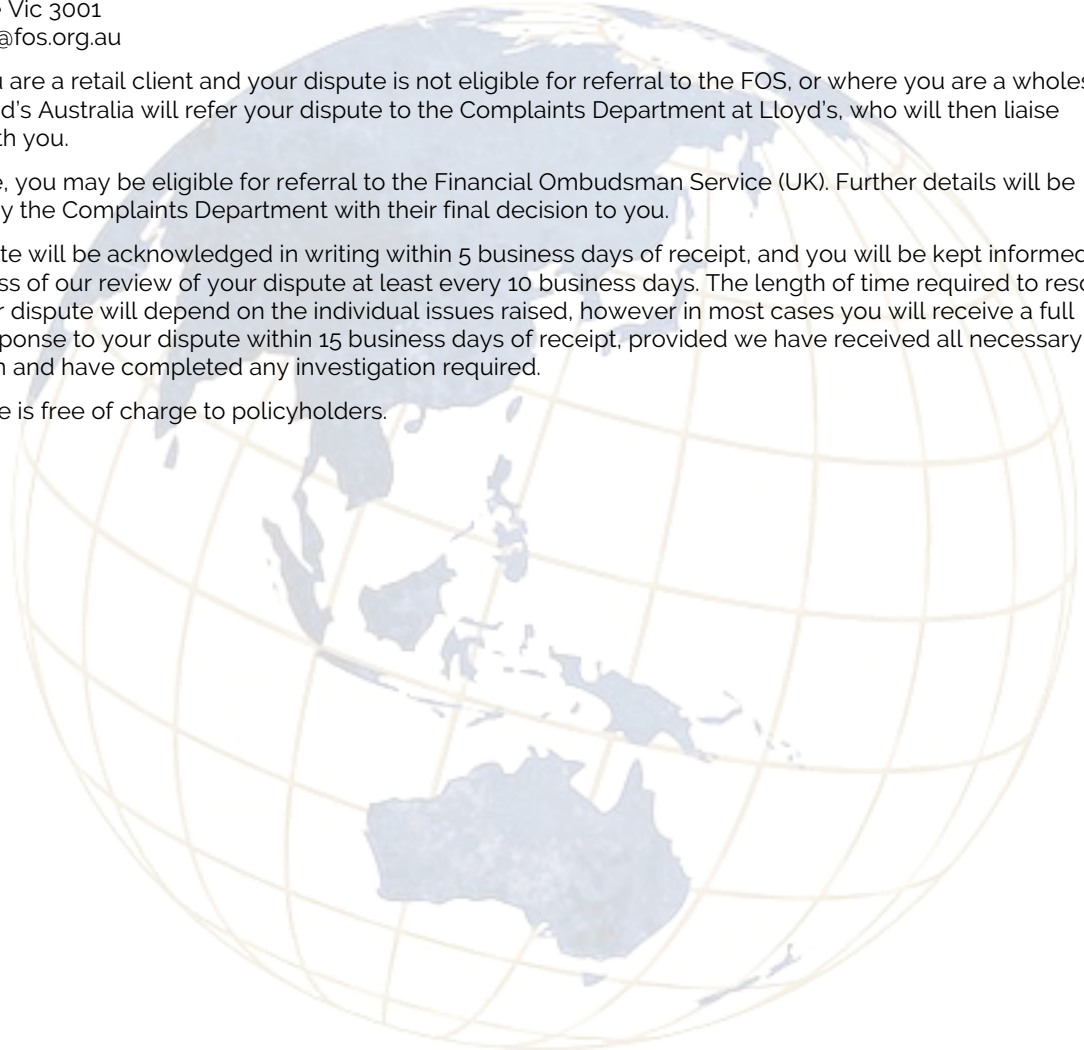 Vic 3001
@fos.org.au
are a retail client and your dispute is not eligible for referral to the FOS, or where you are a
d's Australia will refer your dispute to the Complaints Department at Lloyd's, who will then liaise
th you.
, you may be eligible for referral to the Financial Ombudsman Service (UK). Further details will be
y the Complaints Department with their final decision to you.
te will be acknowledged in writing within 5 business days of receipt, and you will be kept informed
ss of our review of your dispute at least every 10 business days. The length of time required to
r dispute will depend on the individual issues raised, however in most cases you will receive a full
ponse to your dispute within 15 business days of receipt, provided we have received all necessary
n and have completed any investigation required.
e is free of charge to policyholders.